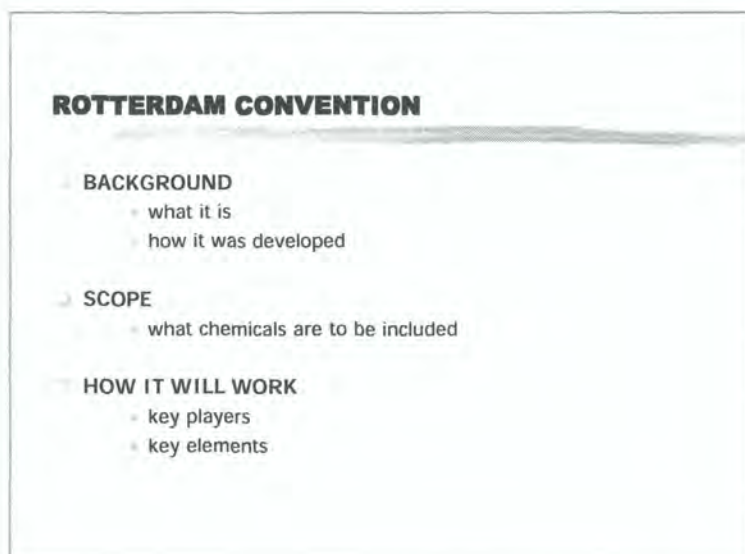 ROTTERDAM CONVENTION
BACKGROUND
what it is
how it was developed
SCOPE
what chemicals are to be included
HOW IT WILL WORK
key players
key elements